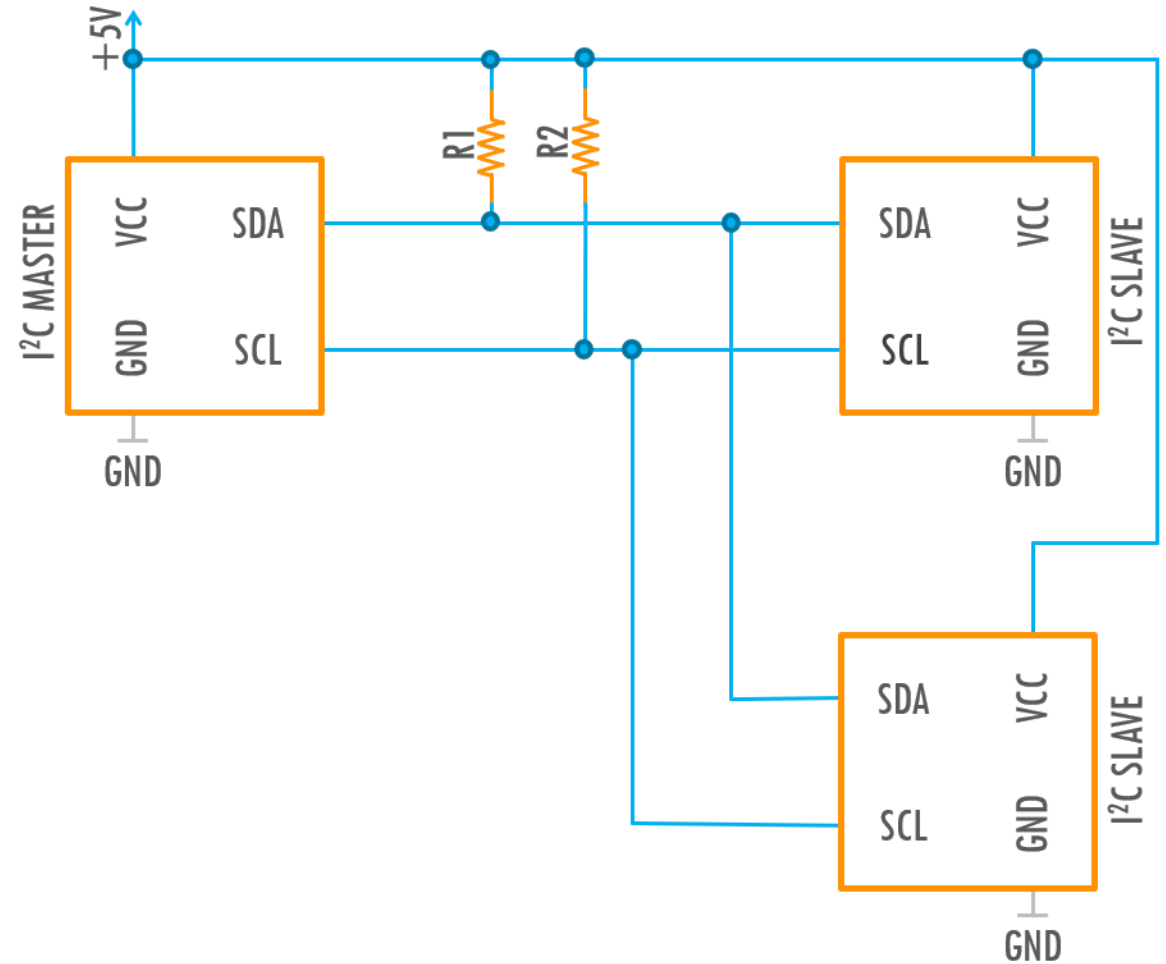 +5V
R1
R2
I²C MASTER
VCC
SDA
GND
SCL
GND
SDA
VCC
SCL
GND
I²C SLAVE
GND
SDA
VCC
SCL
GND
I²C SLAVE
GND